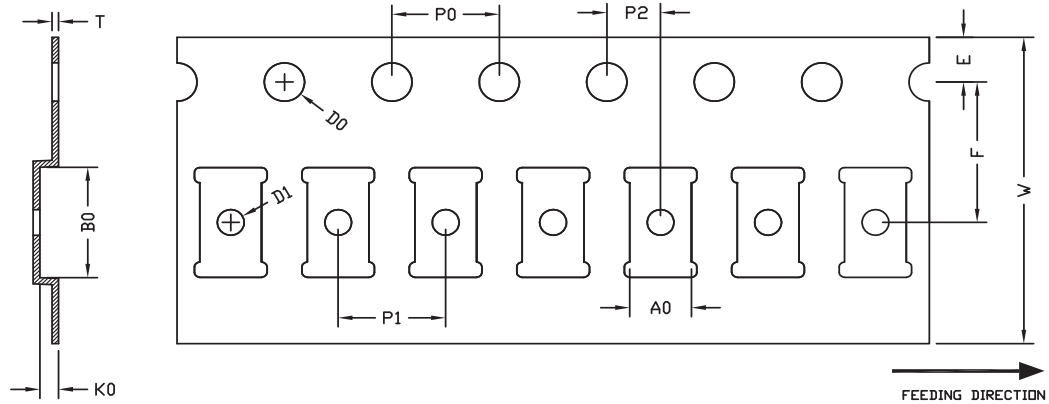 T
P0
P2
E
D0
F
D1
B0
W
A0
P1
K0
FEEDING DIRECTION